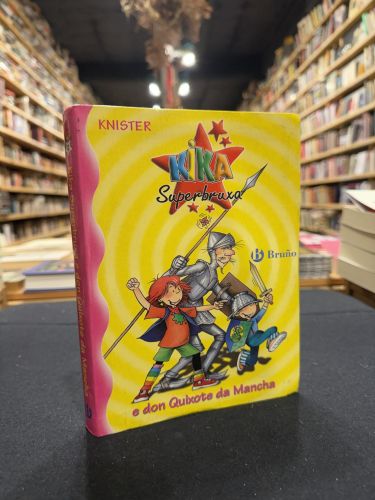 KNISTER
KIKA
Superbruxa
Bruño
e don Quixote da Mancha